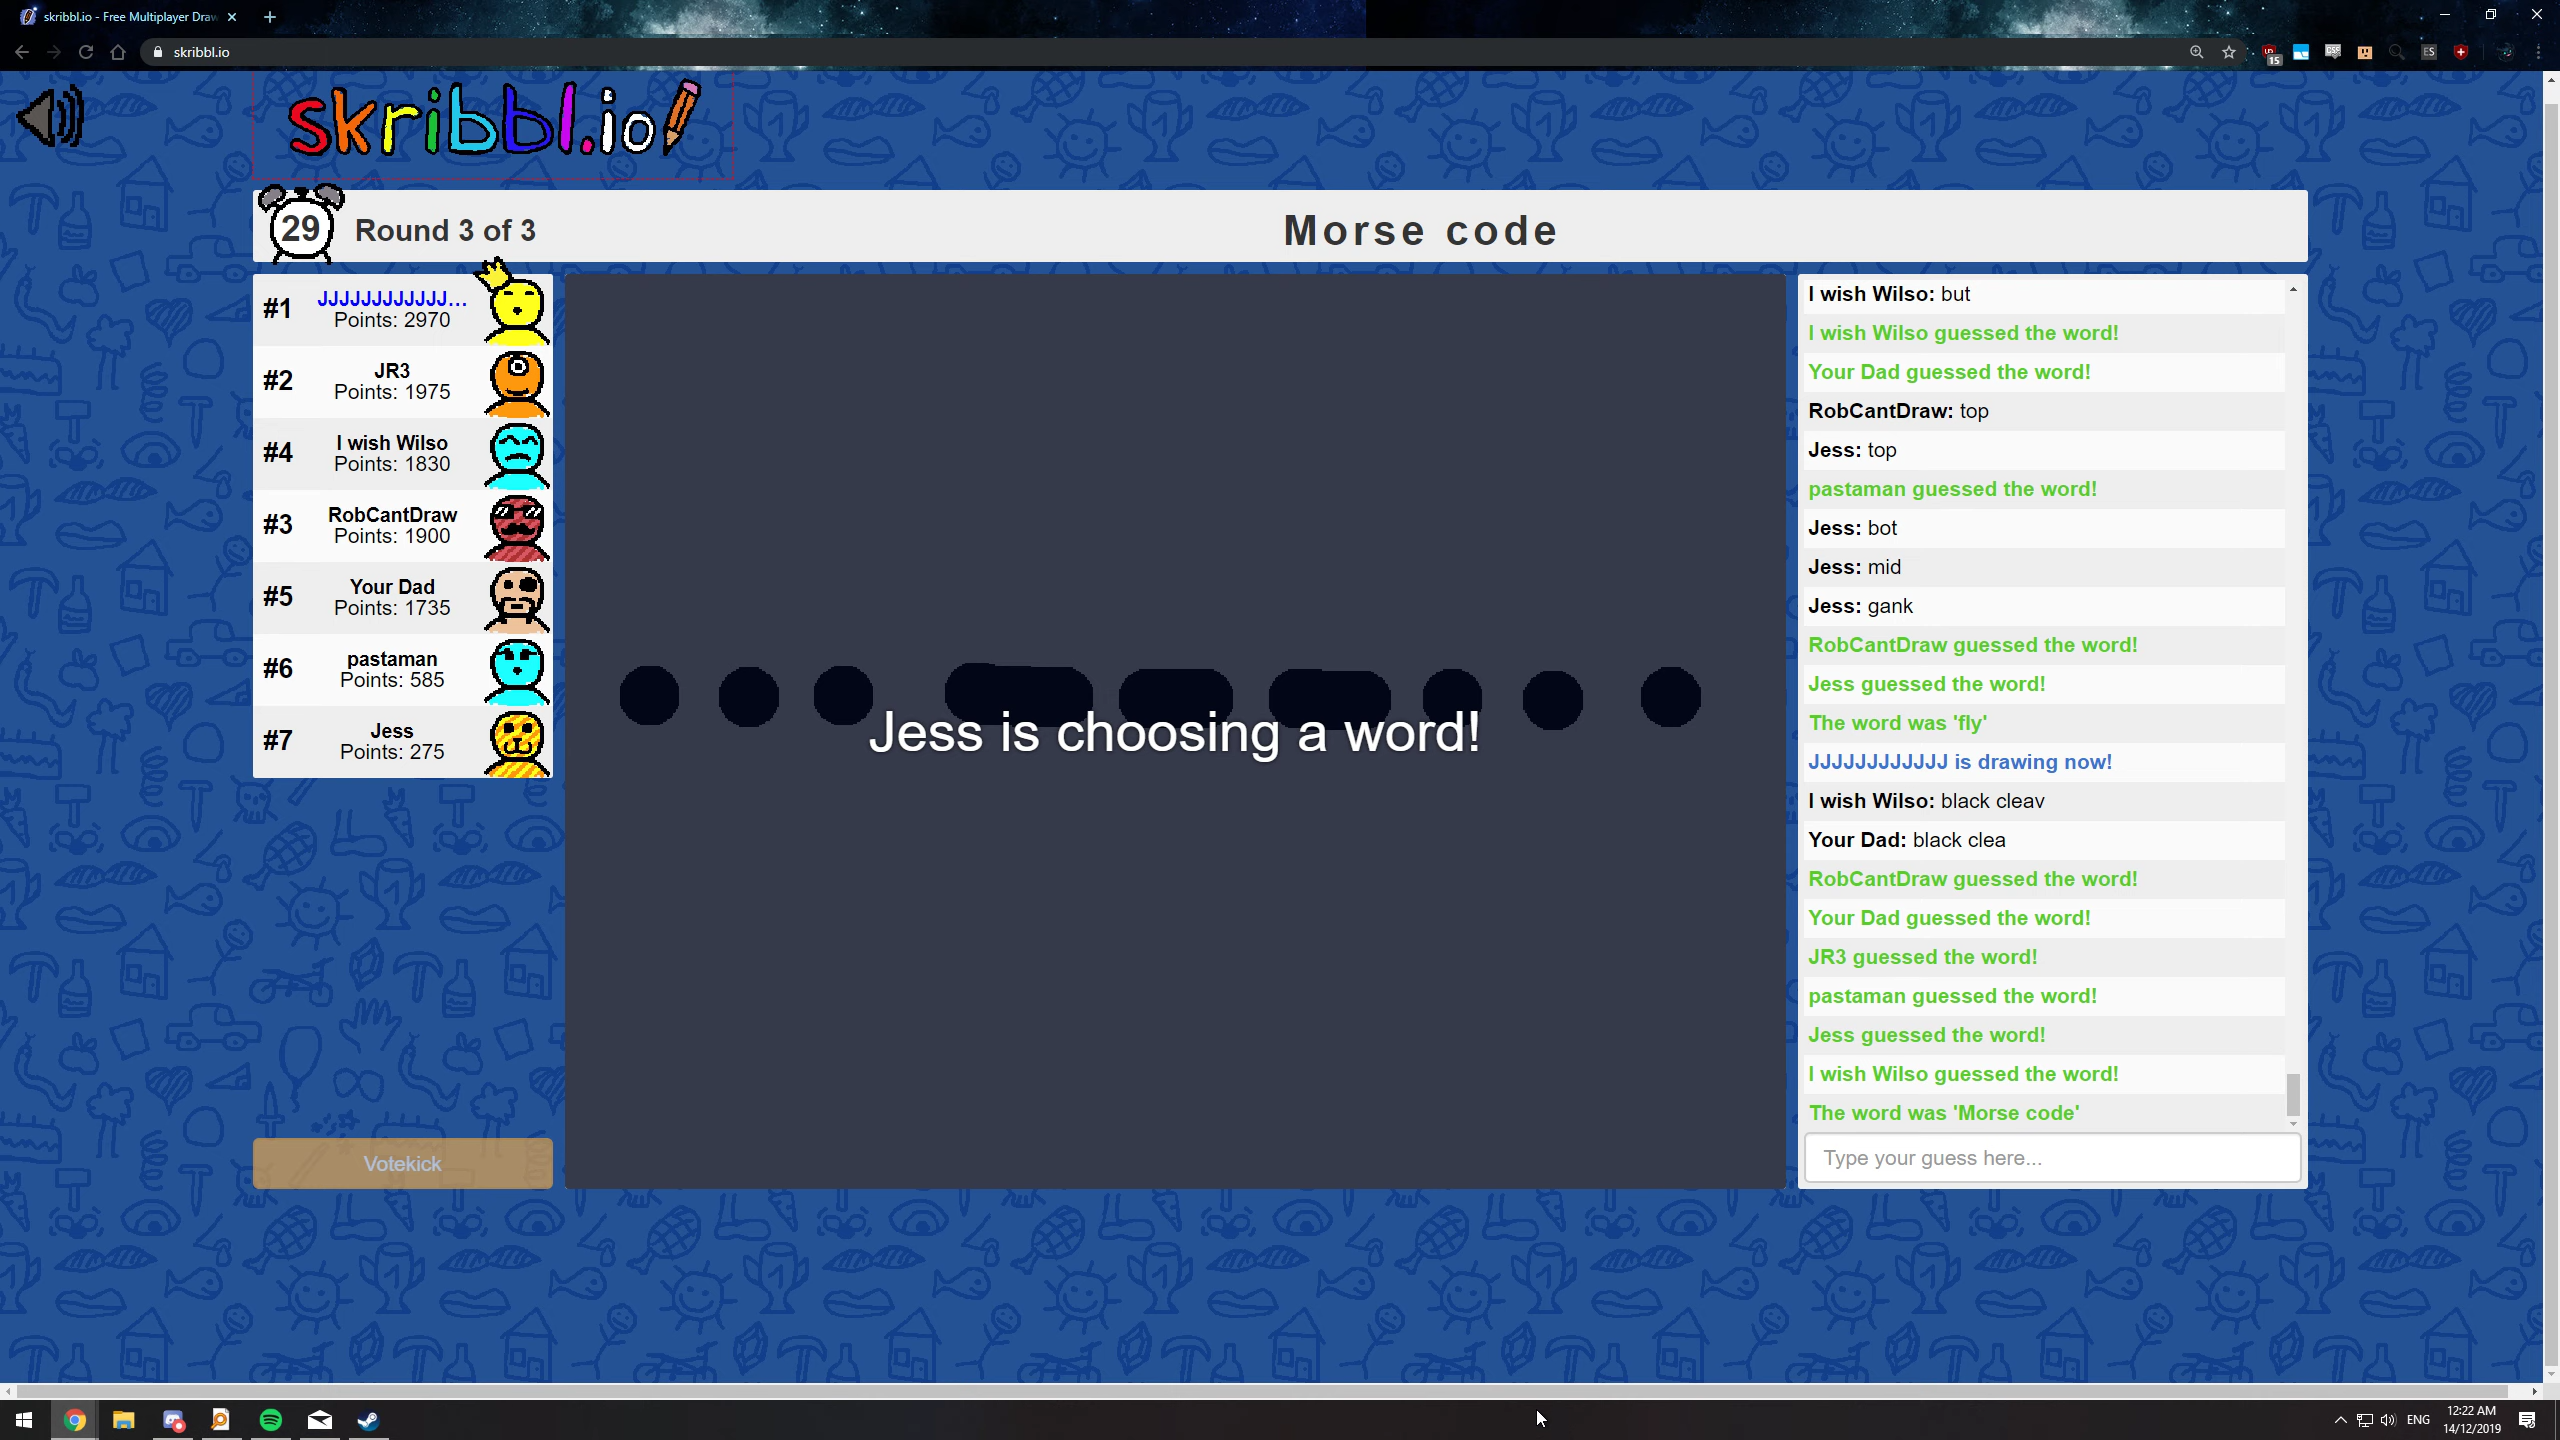 skribbl.io - Free Multiplayer Draw
skribbl.io
15
ES
skribbl.io
29
Round 3 of 3
Morse code
#1
JJJJJJJJJJJJ...
Points: 2970
#2
JR3
Points: 1975
#4
I wish Wilso
Points: 1830
#3
RobCantDraw
Points: 1900
#5
Your Dad
Points: 1735
#6
pastaman
Points: 585
#7
Jess
Points: 275
Votekick
Jess is choosing a word!
I wish Wilso: but
I wish Wilso guessed the word!
Your Dad guessed the word!
RobCantDraw: top
Jess: top
pastaman guessed the word!
Jess: bot
Jess: mid
Jess: gank
RobCantDraw guessed the word!
Jess guessed the word!
The word was 'fly'
JJJJJJJJJJJJ is drawing now!
I wish Wilso: black cleav
Your Dad: black clea
RobCantDraw guessed the word!
Your Dad guessed the word!
JR3 guessed the word!
pastaman guessed the word!
Jess guessed the word!
I wish Wilso guessed the word!
The word was 'Morse code'
Type your guess here...
ENG
12:22 AM
14/12/2019